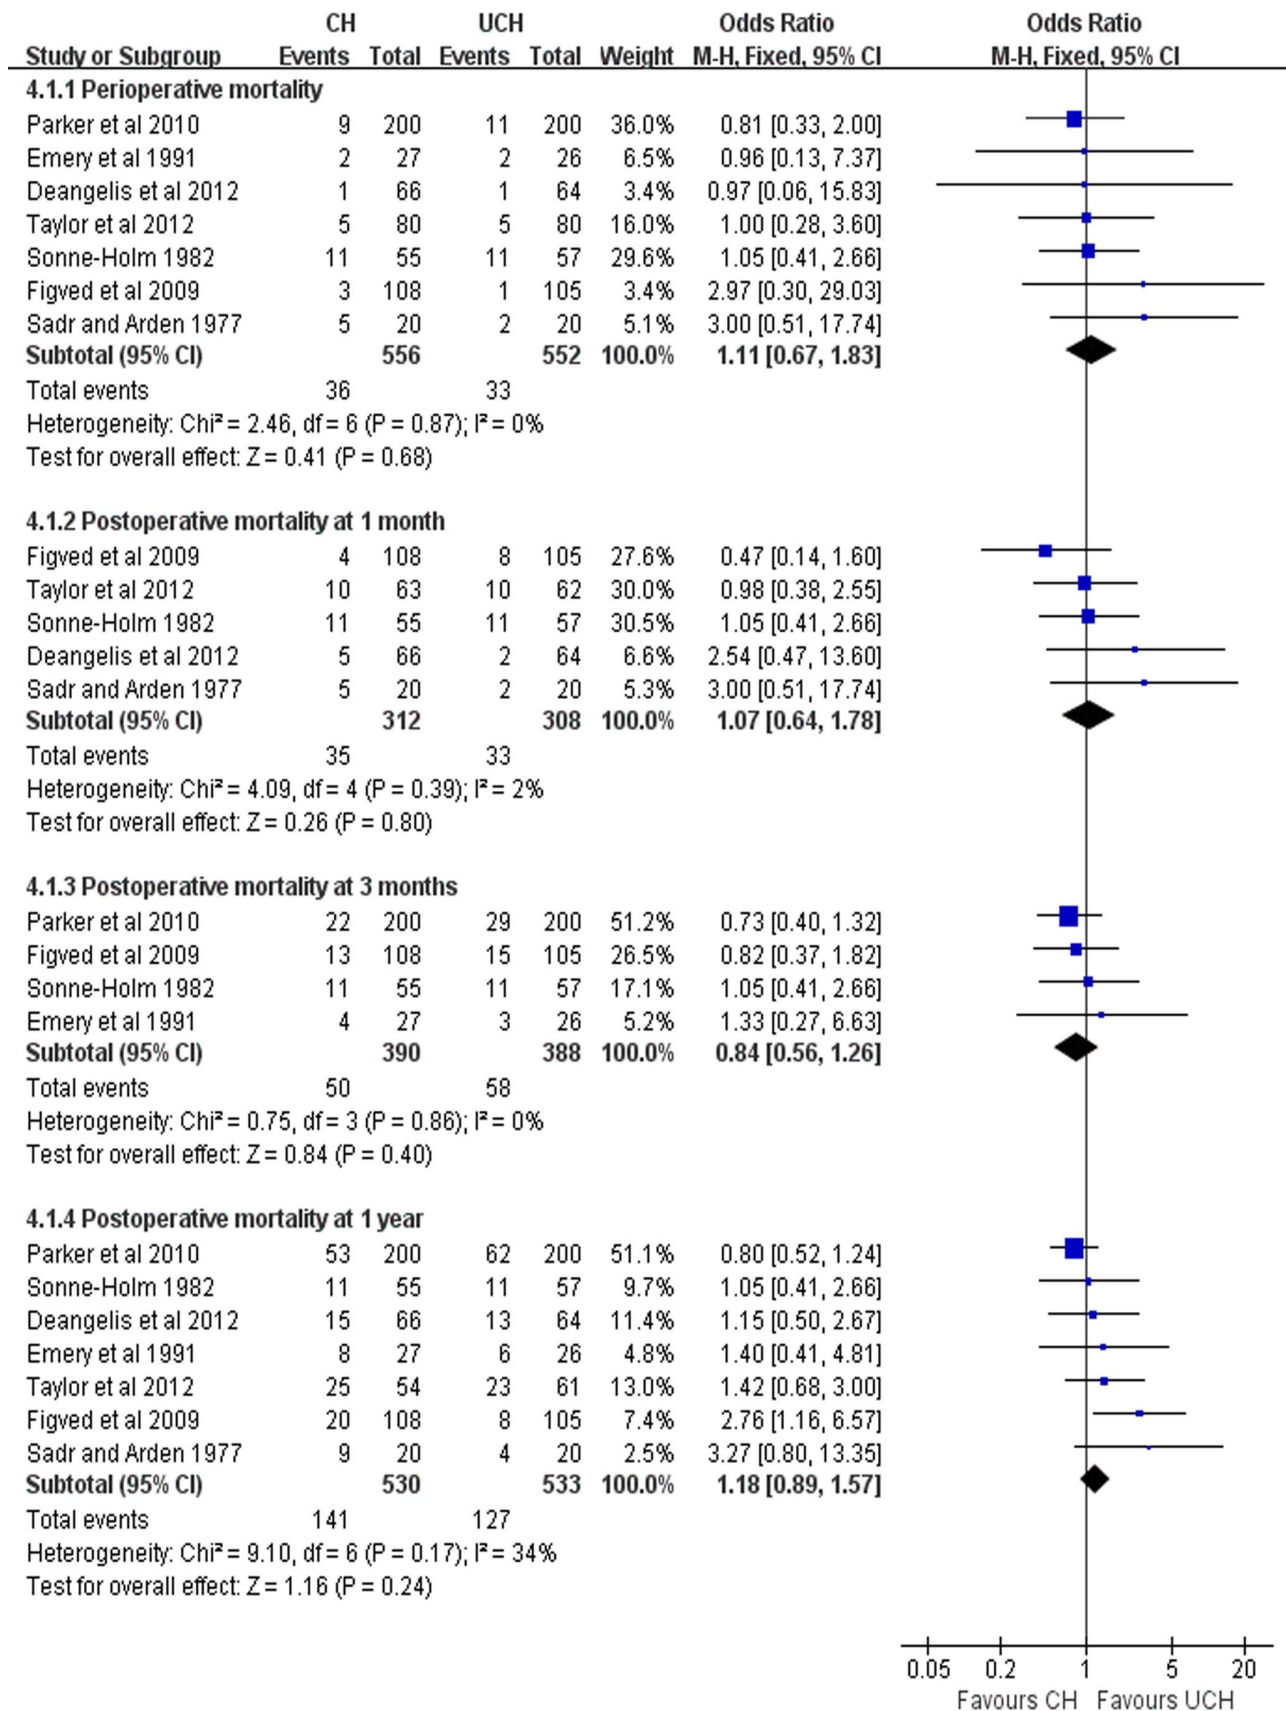 CH UCH Odds Ratio Odds Ratio
Study or Subgroup Events Total Events Total Weight M-H, Fixed, 95% CI M-H, Fixed, 95% CI
4.1.1 Perioperative mortality
Parker et al 2010 9 200 11 200 36.0% 0.81 [0.33, 2.00]
Emery et al 1991 2 27 2 26 6.5% 0.96 [0.13, 7.37]
Deangelis et al 2012 1 66 1 64 3.4% 0.97 [0.06, 15.83]
Taylor et al 2012 5 80 5 80 16.0% 1.00 [0.28, 3.60]
Sonne-Holm 1982 11 55 11 57 29.6% 1.05 [0.41, 2.66]
Figved et al 2009 3 108 1 105 3.4% 2.97 [0.30, 29.03]
Sadr and Arden 1977 5 20 2 20 5.1% 3.00 [0.51, 17.74]
Subtotal (95% CI) 556 552 100.0% 1.11 [0.67, 1.83]
Total events 36 33
Heterogeneity: Chi² = 2.46, df = 6 (P = 0.87); I² = 0%
Test for overall effect: Z = 0.41 (P = 0.68)
4.1.2 Postoperative mortality at 1 month
Figved et al 2009 4 108 8 105 27.6% 0.47 [0.14, 1.60]
Taylor et al 2012 10 63 10 62 30.0% 0.98 [0.38, 2.55]
Sonne-Holm 1982 11 55 11 57 30.5% 1.05 [0.41, 2.66]
Deangelis et al 2012 5 66 2 64 6.6% 2.54 [0.47, 13.60]
Sadr and Arden 1977 5 20 2 20 5.3% 3.00 [0.51, 17.74]
Subtotal (95% CI) 312 308 100.0% 1.07 [0.64, 1.78]
Total events 35 33
Heterogeneity: Chi² = 4.09, df = 4 (P = 0.39); I² = 2%
Test for overall effect: Z = 0.26 (P = 0.80)
4.1.3 Postoperative mortality at 3 months
Parker et al 2010 22 200 29 200 51.2% 0.73 [0.40, 1.32]
Figved et al 2009 13 108 15 105 26.5% 0.82 [0.37, 1.82]
Sonne-Holm 1982 11 55 11 57 17.1% 1.05 [0.41, 2.66]
Emery et al 1991 4 27 3 26 5.2% 1.33 [0.27, 6.63]
Subtotal (95% CI) 390 388 100.0% 0.84 [0.56, 1.26]
Total events 50 58
Heterogeneity: Chi² = 0.75, df = 3 (P = 0.86); I² = 0%
Test for overall effect: Z = 0.84 (P = 0.40)
4.1.4 Postoperative mortality at 1 year
Parker et al 2010 53 200 62 200 51.1% 0.80 [0.52, 1.24]
Sonne-Holm 1982 11 55 11 57 9.7% 1.05 [0.41, 2.66]
Deangelis et al 2012 15 66 13 64 11.4% 1.15 [0.50, 2.67]
Emery et al 1991 8 27 6 26 4.8% 1.40 [0.41, 4.81]
Taylor et al 2012 25 54 23 61 13.0% 1.42 [0.68, 3.00]
Figved et al 2009 20 108 8 105 7.4% 2.76 [1.16, 6.57]
Sadr and Arden 1977 9 20 4 20 2.5% 3.27 [0.80, 13.35]
Subtotal (95% CI) 530 533 100.0% 1.18 [0.89, 1.57]
Total events 141 127
Heterogeneity: Chi² = 9.10, df = 6 (P = 0.17); I² = 34%
Test for overall effect: Z = 1.16 (P = 0.24)
0.05 0.2 1 5 20
Favours CH Favours UCH